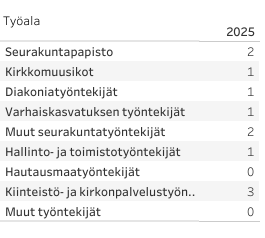 Työala
2025
Seurakuntapapisto 2
Kirkkomuusikot 1
Diakoniatyöntekijät 1
Varhaiskasvatuksen työntekijät 1
Muut seurakuntatyöntekijät 2
Hallinto- ja toimistotyöntekijät 1
Hautausmaatyöntekijät 0
Kiinteistö- ja kirkonpalvelustyön.. 3
Muut työntekijät 0